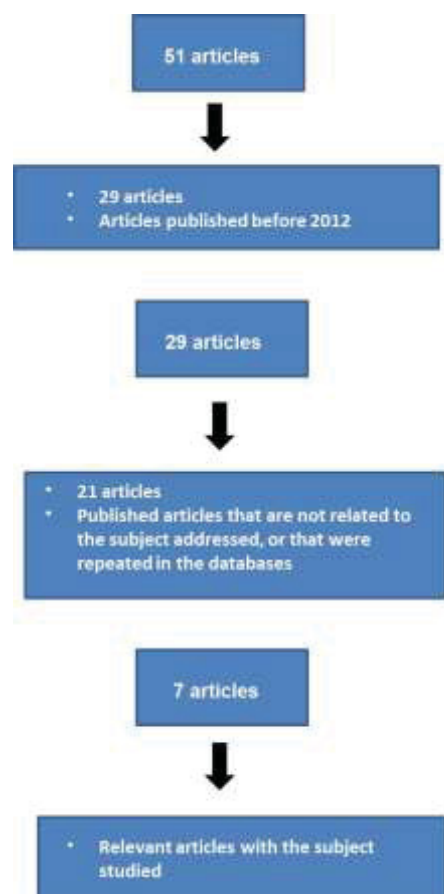 51 articles
• 29 articles
• Articles published before 2012
29 articles
• 21 articles
• Published articles that are not related to
the subject addressed, or that were
repeated in the databases
7 articles
• Relevant articles with the subject
studied